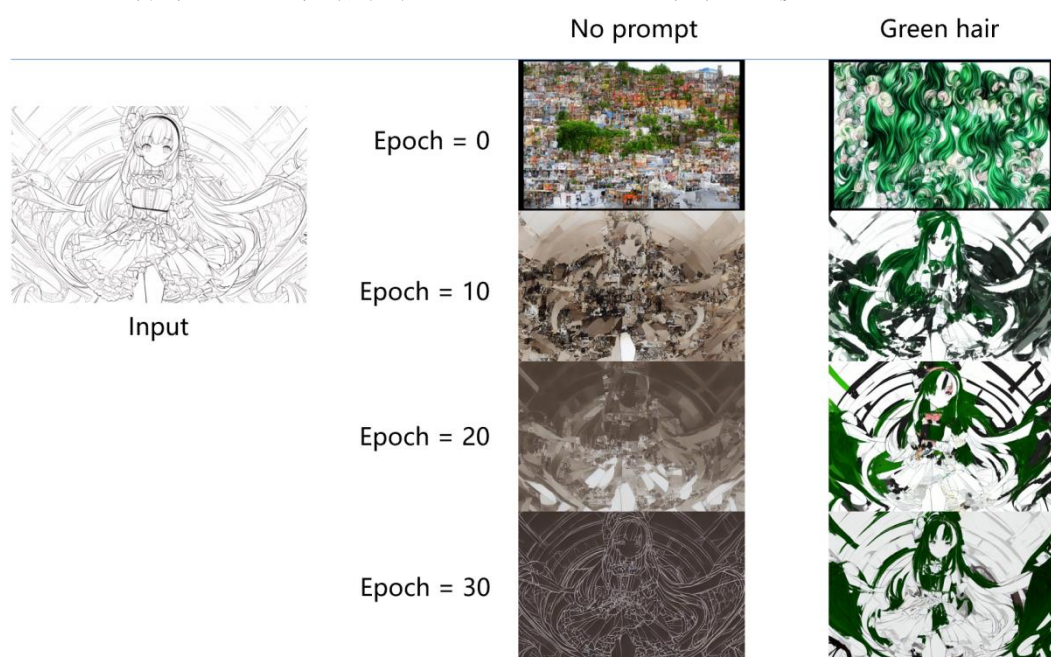 No prompt
Green hair
Epoch = 0
Input
Epoch = 10
Epoch = 20
Epoch = 30